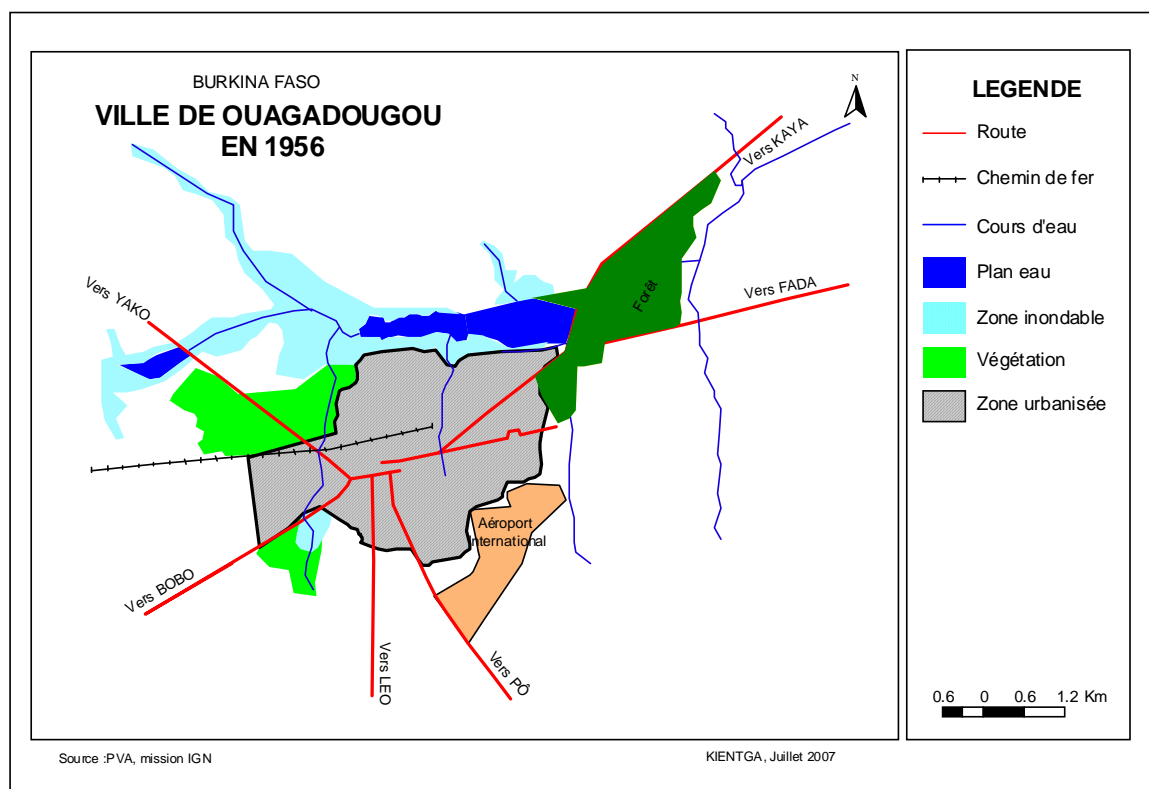 BURKINA FASO
VILLE DE OUAGADOUGOU
EN 1956
N
Vers KAYA
Vers FADA
Forêt
Vers YAKO
Aéroport
International
Vers BOBO
Vers LEO
Vers PÔ
LEGENDE
Route
Chemin de fer
Cours d'eau
Plan eau
Zone inondable
Végétation
Zone urbanisée
0.6 0 0.6 1.2 Km
Source :PVA, mission IGN
KIENTGA, Juillet 2007